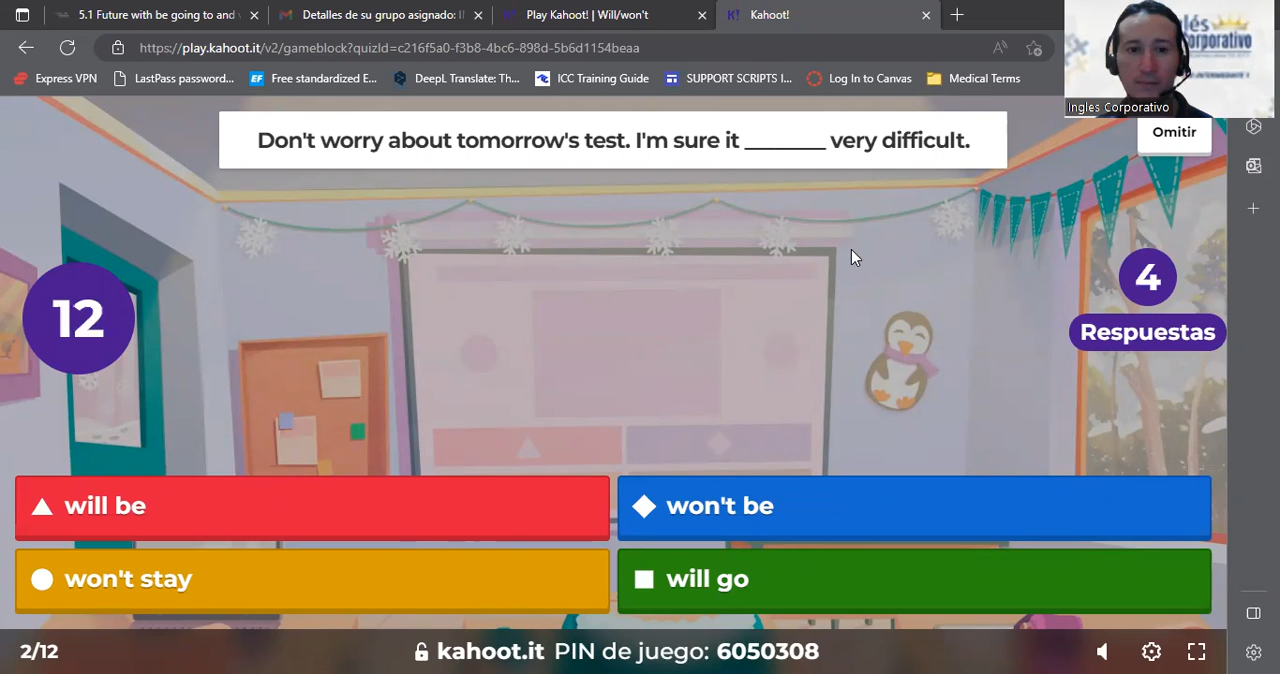 5.1 Future with be going to and
Detalles de su grupo asignado: I
Play Kahoot! | Will/won't
Kahoot!
https://play.kahoot.it/v2/gameblock?quizId=c216f5a0-f3b8-4bc6-898d-5b6d1154beaa
Express VPN
LastPass password...
Free standardized E...
DeepL Translate: Th...
ICC Training Guide
SUPPORT SCRIPTS I...
Log In to Canvas
Medical Terms
Ingles Corporativo
Don't worry about tomorrow's test. I'm sure it ________ very difficult.
Omitir
12
4
Respuestas
will be
won't be
won't stay
will go
2/12
kahoot.it PIN de juego: 6050308